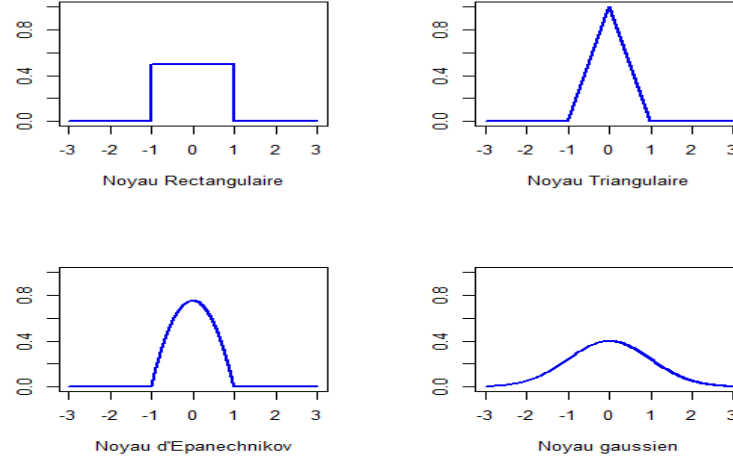 0.0 0.4 0.8
-3 -2 -1 0 1 2 3
Noyau Rectangulaire
0.0 0.4 0.8
-3 -2 -1 0 1 2 3
Noyau Triangulaire
0.0 0.4 0.8
-3 -2 -1 0 1 2 3
Noyau d'Epanechnikov
0.0 0.4 0.8
-3 -2 -1 0 1 2 3
Noyau gaussien